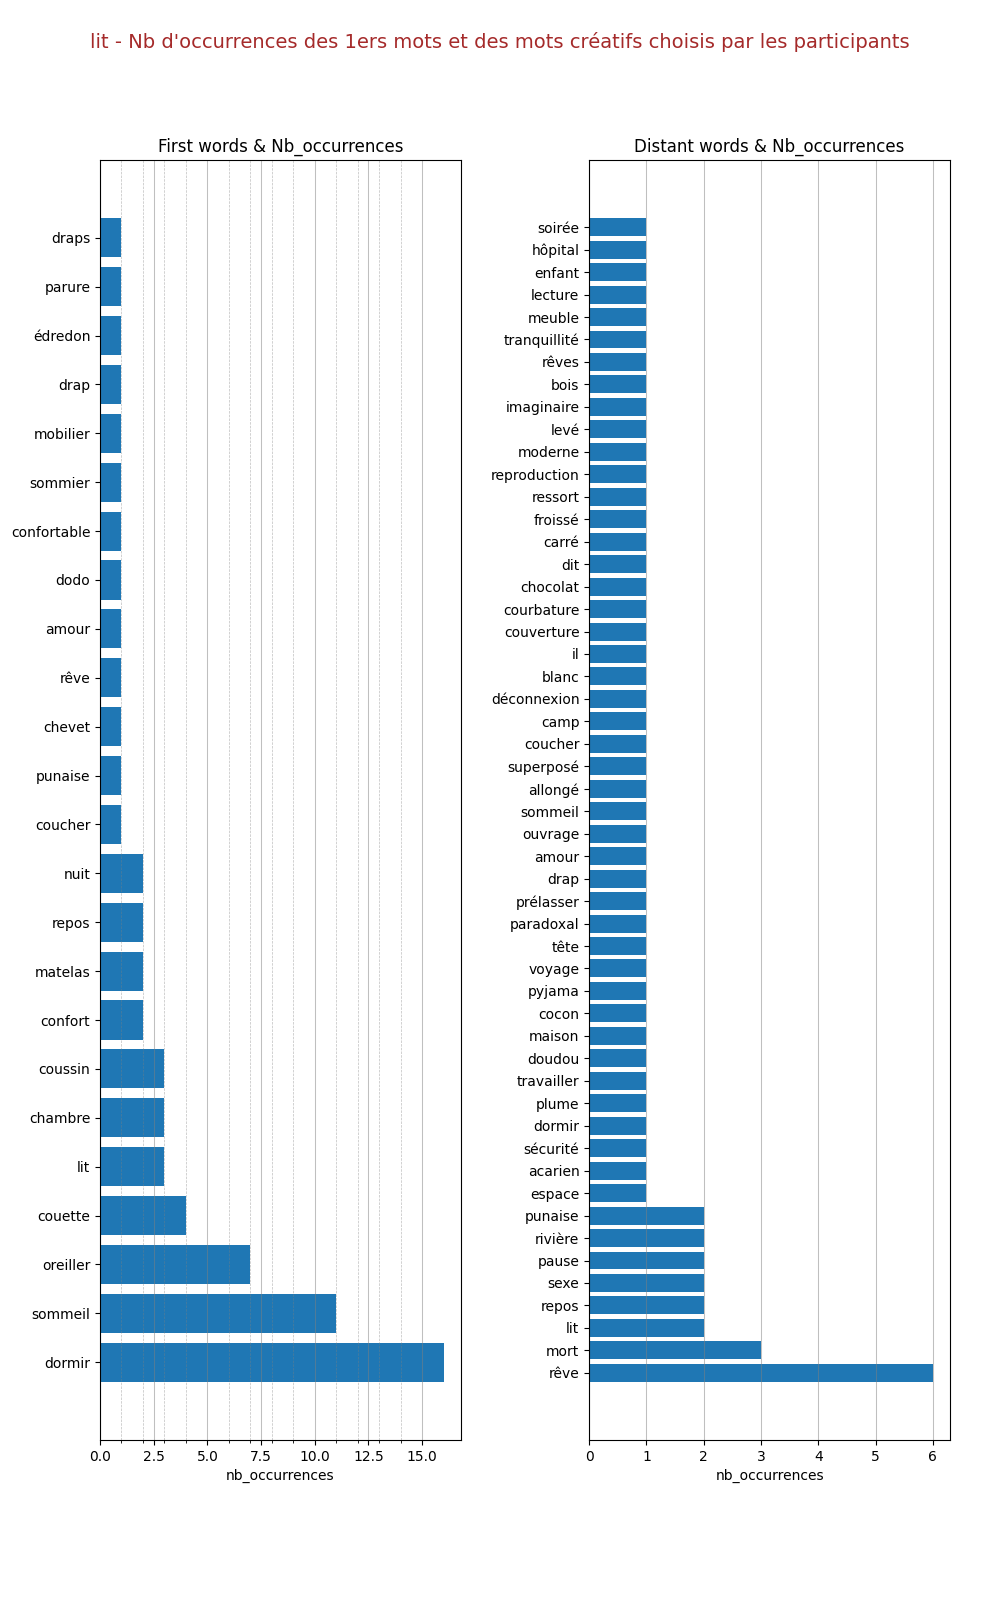 lit - Nb d'occurrences des 1ers mots et des mots créatifs choisis par les participants
First words & Nb_occurrences
draps
parure
édredon
drap
mobilier
sommier
confortable
dodo
amour
rêve
chevet
punaise
coucher
nuit
repos
matelas
confort
coussin
chambre
lit
couette
oreiller
sommeil
dormir
0.0 2.5 5.0 7.5 10.0 12.5 15.0
nb_occurrences
Distant words & Nb_occurrences
soirée
hôpital
enfant
lecture
meuble
tranquillité
rêves
bois
imaginaire
levé
moderne
reproduction
ressort
froissé
carré
dit
chocolat
courbature
couverture
il
blanc
déconnexion
camp
coucher
superposé
allongé
sommeil
ouvrage
amour
drap
prélasser
paradoxal
tête
voyage
pyjama
cocon
maison
doudou
travailler
plume
dormir
sécurité
acarien
espace
punaise
rivière
pause
sexe
repos
lit
mort
rêve
0 1 2 3 4 5 6
nb_occurrences